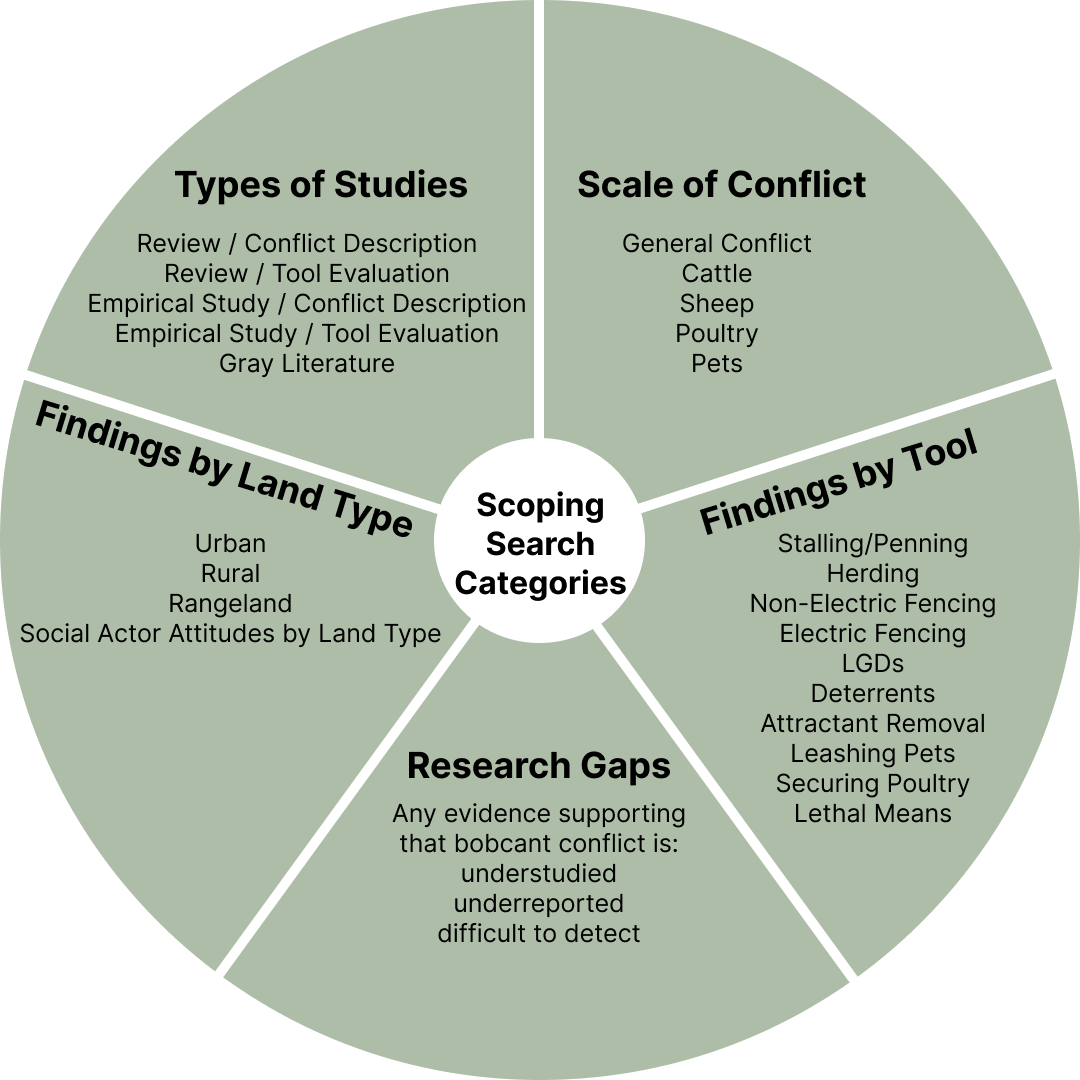 Types of Studies
Review / Conflict Description
Review / Tool Evaluation
Empirical Study / Conflict Description
Empirical Study / Tool Evaluation
Gray Literature
Scale of Conflict
General Conflict
Cattle
Sheep
Poultry
Pets
Findings by Land Type
Urban
Rural
Rangeland
Social Actor Attitudes by Land Type
Scoping
Search
Categories
Findings by Tool
Stalling/Penning
Herding
Non-Electric Fencing
Electric Fencing
LGDs
Deterrents
Attractant Removal
Leashing Pets
Securing Poultry
Lethal Means
Research Gaps
Any evidence supporting
that bobcant conflict is:
understudied
underreported
difficult to detect